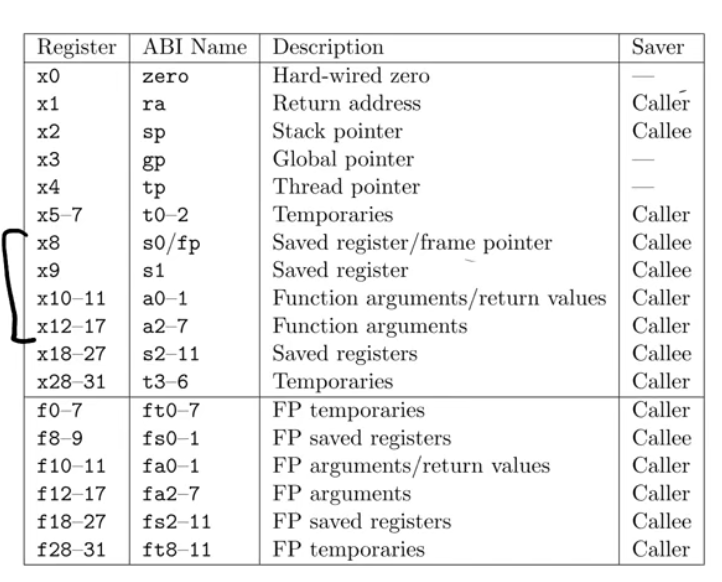 Register ABI Name Description Saver
x0 zero Hard-wired zero —
x1 ra Return address Caller
x2 sp Stack pointer Callee
x3 gp Global pointer —
x4 tp Thread pointer —
x5–7 t0–2 Temporaries Caller
x8 s0/fp Saved register/frame pointer Callee
x9 s1 Saved register Callee
x10–11 a0–1 Function arguments/return values Caller
x12–17 a2–7 Function arguments Caller
x18–27 s2–11 Saved registers Callee
x28–31 t3–6 Temporaries Caller
f0–7 ft0–7 FP temporaries Caller
f8–9 fs0–1 FP saved registers Callee
f10–11 fa0–1 FP arguments/return values Caller
f12–17 fa2–7 FP arguments Caller
f18–27 fs2–11 FP saved registers Callee
f28–31 ft8–11 FP temporaries Caller